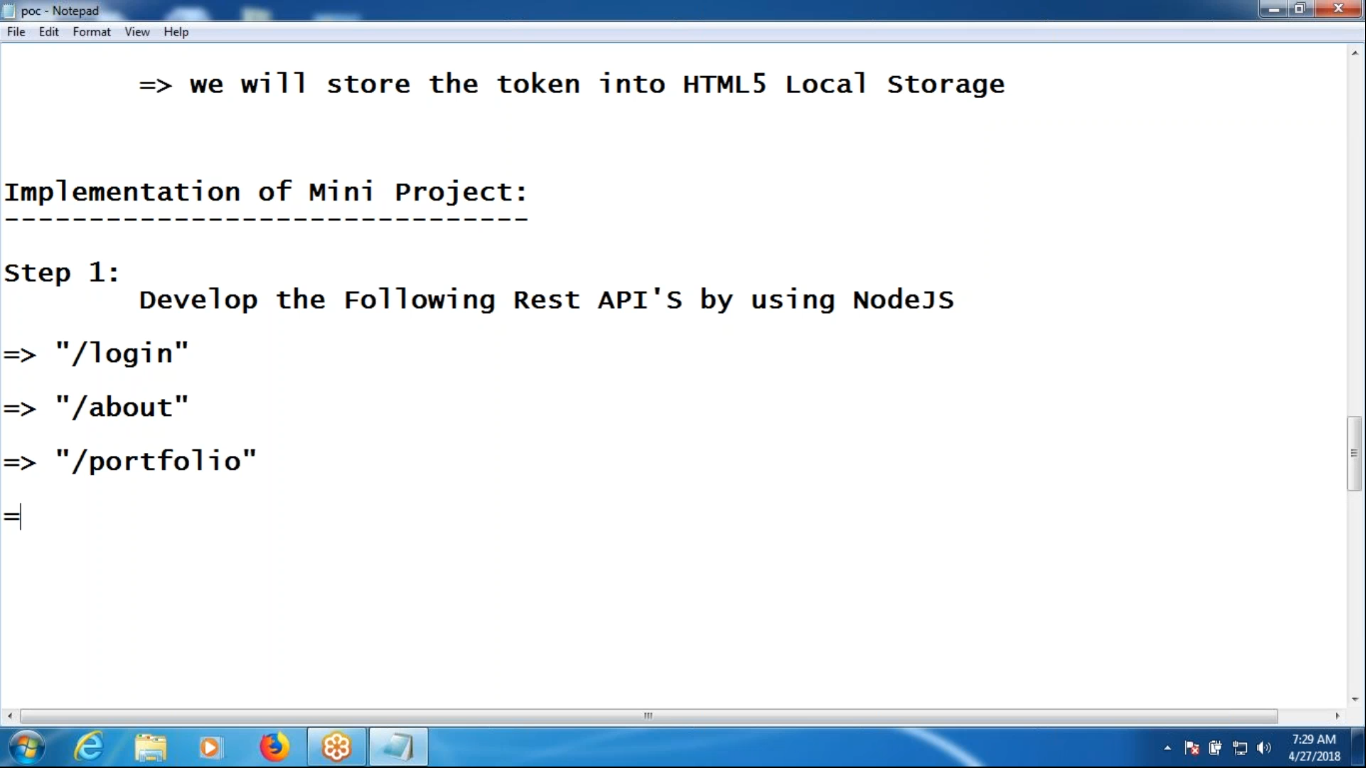 poc - Notepad
File Edit Format View Help
=> we will store the token into HTML5 Local Storage
Implementation of Mini Project:
-------------------------------
Step 1:
Develop the Following Rest API'S by using NodeJS
=> "/login"
=> "/about"
=> "/portfolio"
=
7:29 AM
4/27/2018